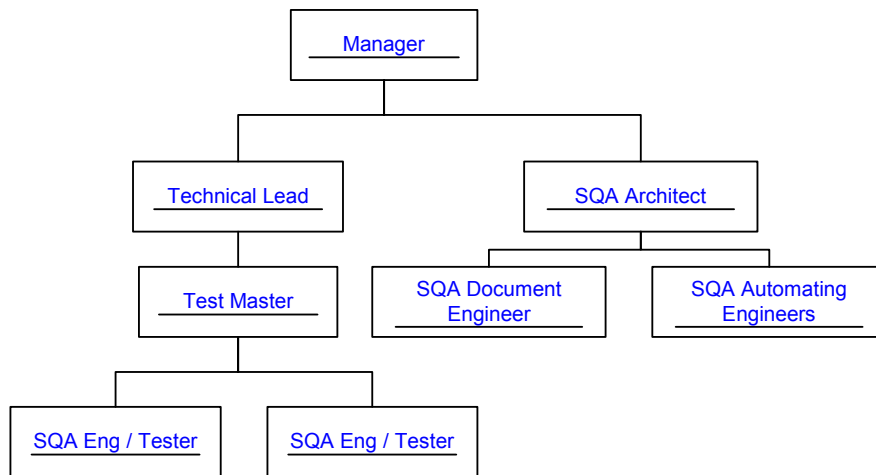 Manager
Technical Lead
SQA Architect
Test Master
SQA Document
Engineer
SQA Automating
Engineers
SQA Eng / Tester
SQA Eng / Tester